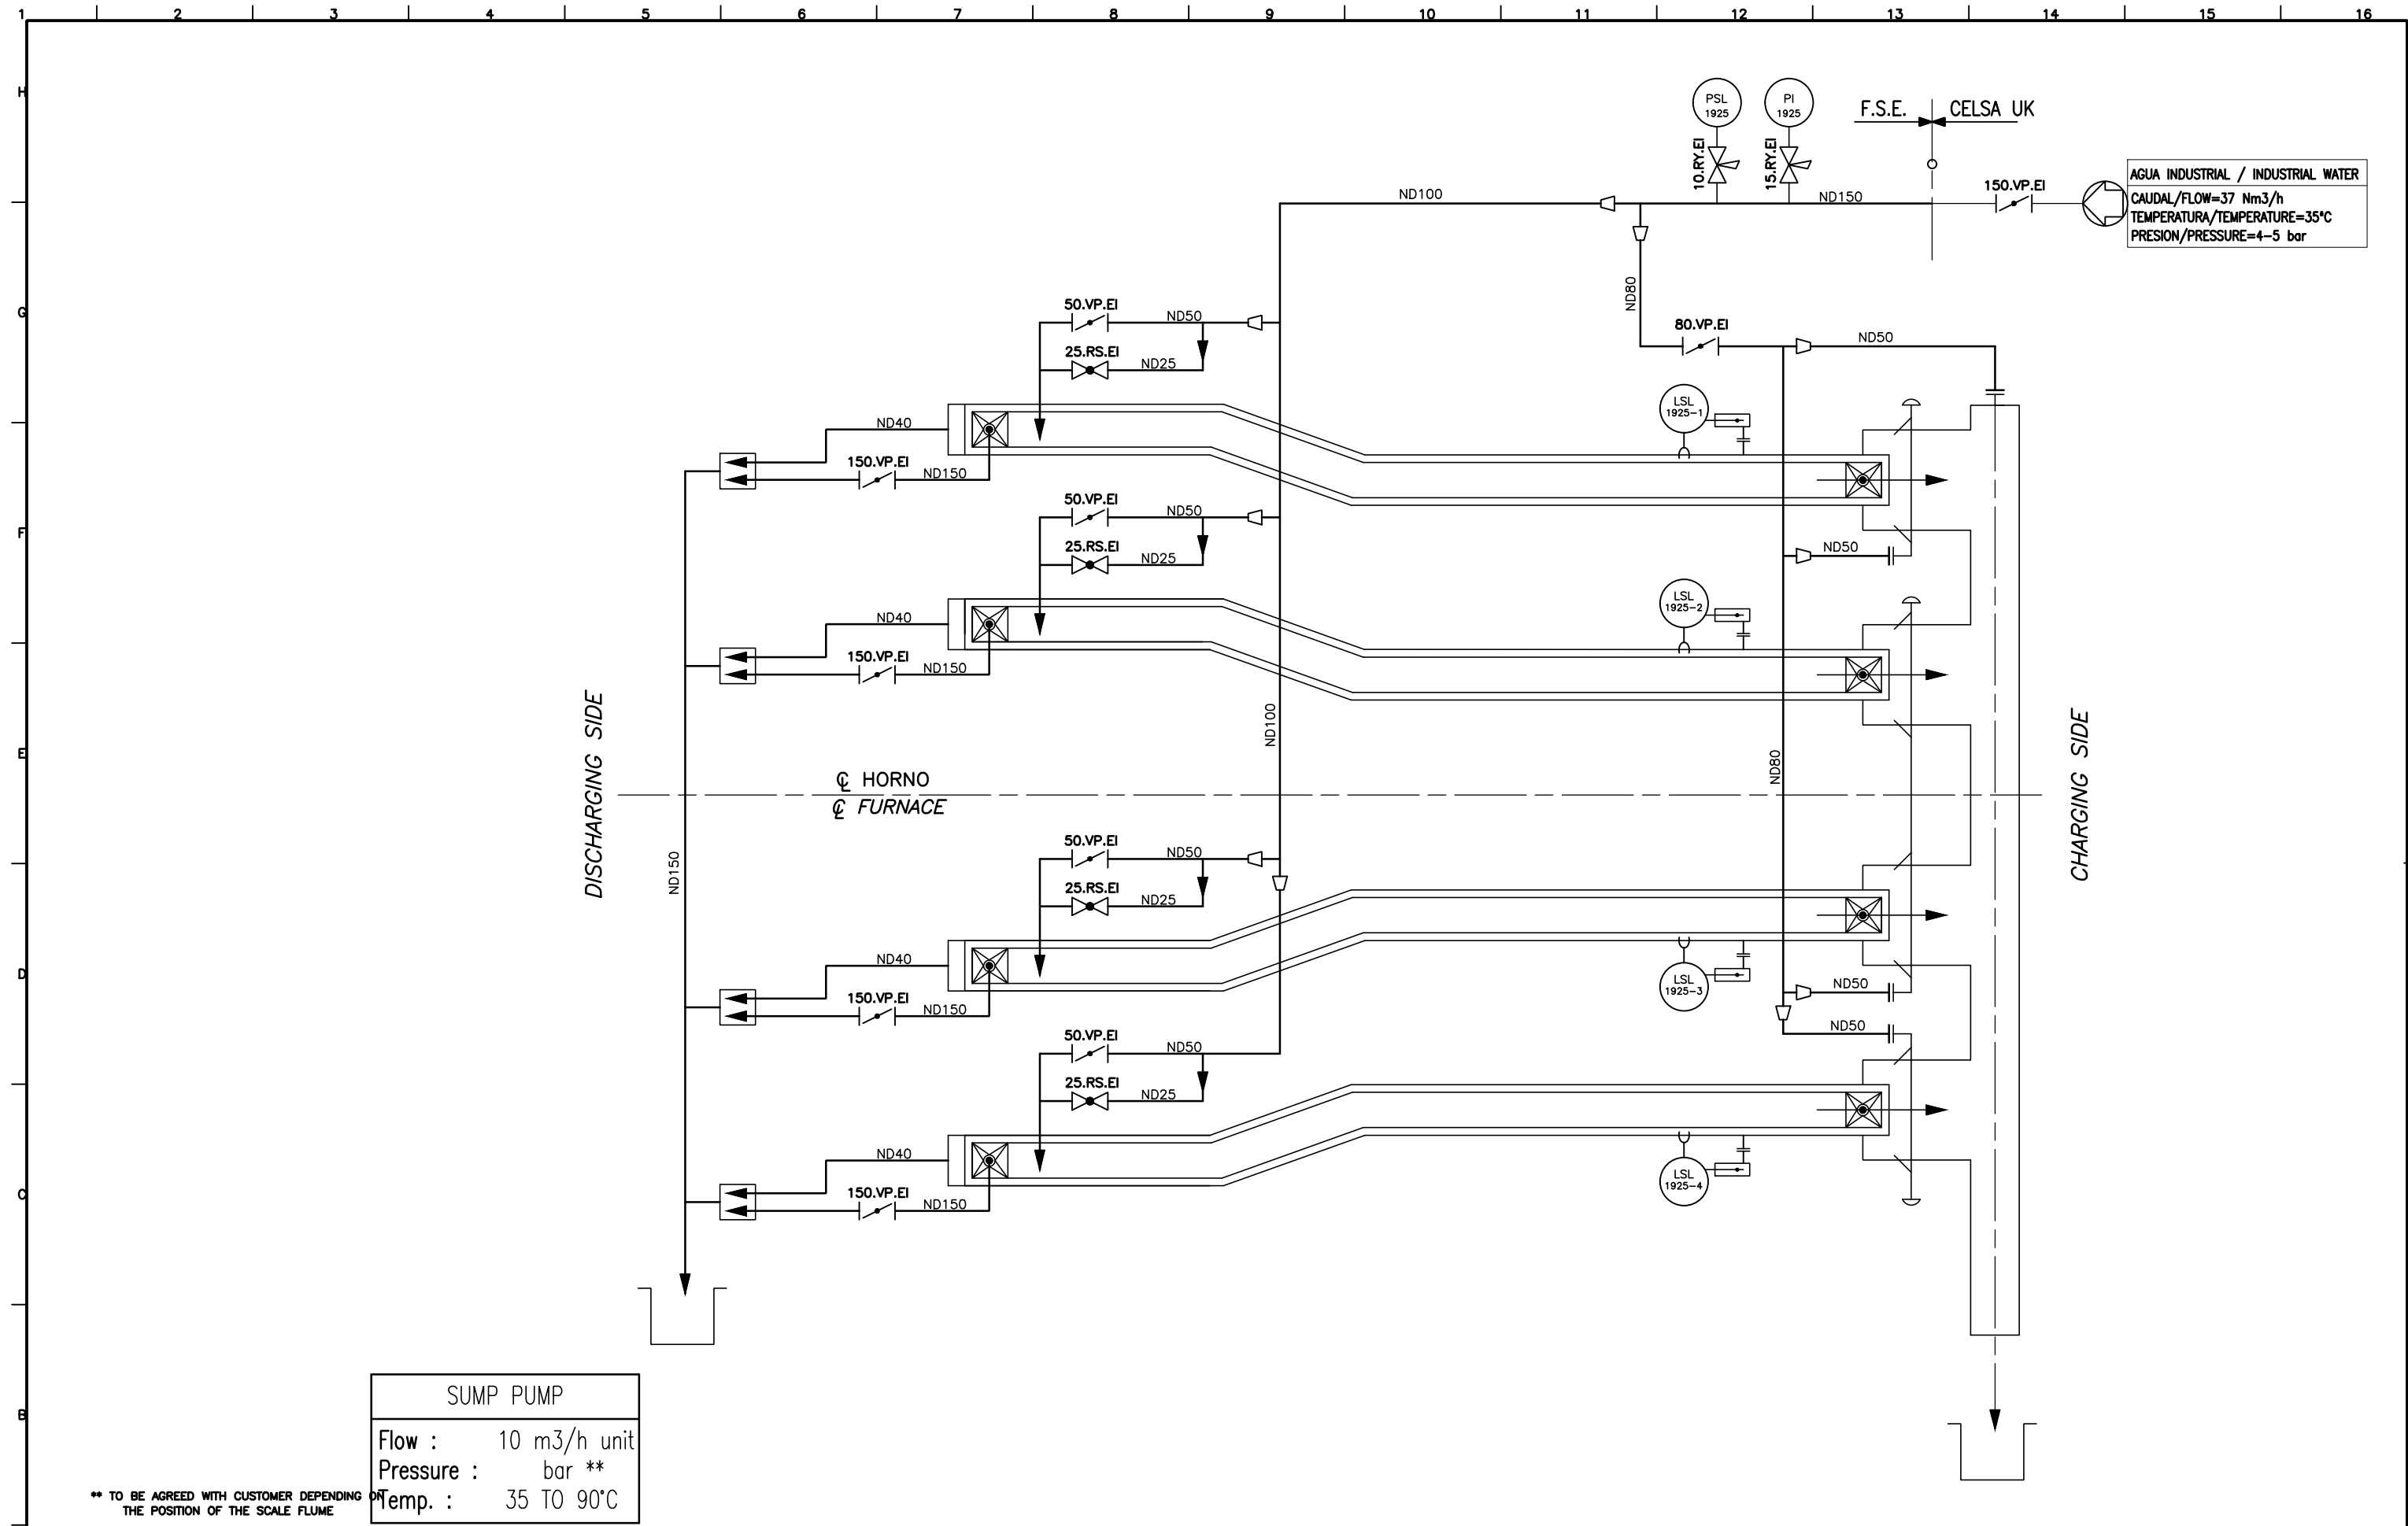 1 2 3 4 5 6 7 8 9 10 11 12 13 14 15 16
H
G
F
E
D
C
B
PSL
1925
PI
1925
10.RY.EI
15.RY.EI
F.S.E.
CELSA UK
150.VP.EI
AGUA INDUSTRIAL / INDUSTRIAL WATER
CAUDAL/FLOW=37 Nm3/h
TEMPERATURA/TEMPERATURE=35°C
PRESION/PRESSURE=4-5 bar
ND100
ND150
ND80
80.VP.EI
ND50
50.VP.EI
ND50
25.RS.EI
ND25
LSL
1925-1
ND40
150.VP.EI
ND150
50.VP.EI
ND50
25.RS.EI
ND25
ND50
LSL
1925-2
ND40
150.VP.EI
ND150
DISCHARGING SIDE
CHARGING SIDE
ND100
ND80
℄ HORNO
℄ FURNACE
ND150
50.VP.EI
ND50
25.RS.EI
ND25
ND40
150.VP.EI
ND150
LSL
1925-3
ND50
ND50
50.VP.EI
ND50
25.RS.EI
ND25
ND40
150.VP.EI
ND150
LSL
1925-4
SUMP PUMP
Flow : 10 m3/h unit
Pressure : bar **
Temp. : 35 TO 90°C
** TO BE AGREED WITH CUSTOMER DEPENDING ON
THE POSITION OF THE SCALE FLUME